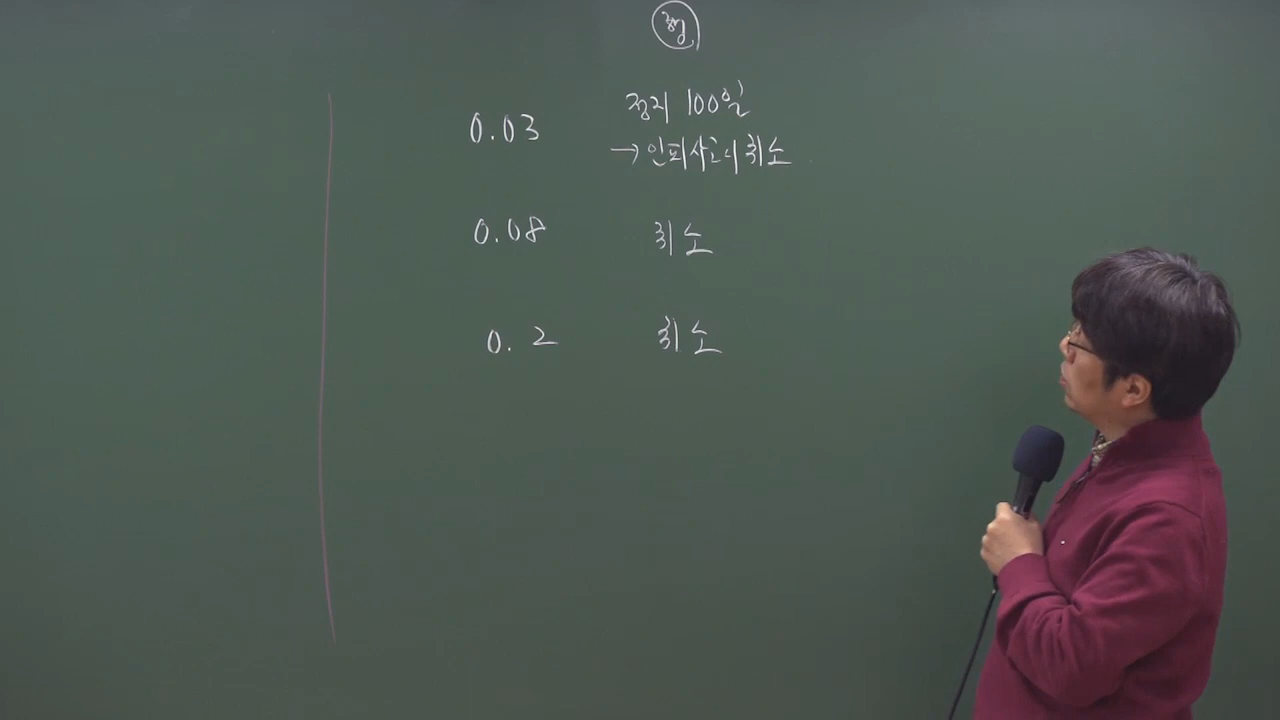 행
0.03 정지 100일
→ 인피사고시 취소
0.08 취소
0.2 취소